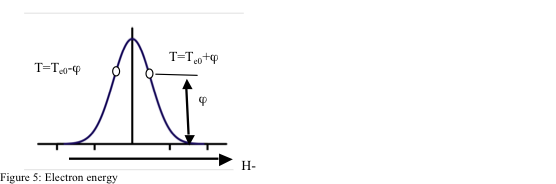 T=Te0+φ
T=Te0-φ
φ
H-
Figure 5: Electron energy